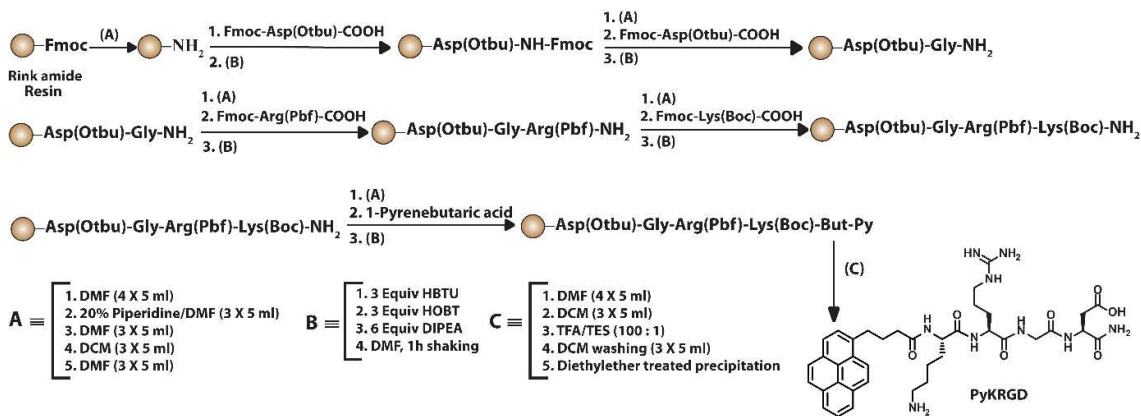 Fmoc (A) NH2 1. Fmoc-Asp(Otbu)-COOH 2. (B) Asp(Otbu)-NH-Fmoc 1. (A) 2. Fmoc-Asp(Otbu)-COOH 3. (B) Asp(Otbu)-Gly-NH2
Rink amide
Resin
Asp(Otbu)-Gly-NH2 1. (A) 2. Fmoc-Arg(Pbf)-COOH 3. (B) Asp(Otbu)-Gly-Arg(Pbf)-NH2 1. (A) 2. Fmoc-Lys(Boc)-COOH 3. (B) Asp(Otbu)-Gly-Arg(Pbf)-Lys(Boc)-NH2
Asp(Otbu)-Gly-Arg(Pbf)-Lys(Boc)-NH2 1. (A) 2. 1-Pyrenebutaric acid 3. (B) Asp(Otbu)-Gly-Arg(Pbf)-Lys(Boc)-But-Py
(C)
A ≡
1. DMF (4 X 5 ml)
2. 20% Piperidine/DMF (3 X 5 ml)
3. DMF (3 X 5 ml)
4. DCM (3 X 5 ml)
5. DMF (3 X 5 ml)
B ≡
1. 3 Equiv HBTU
2. 3 Equiv HOBT
3. 6 Equiv DIPEA
4. DMF, 1h shaking
C ≡
1. DMF (4 X 5 ml)
2. DCM (3 X 5 ml)
3. TFA/TES (100 : 1)
4. DCM washing (3 X 5 ml)
5. Diethylether treated precipitation
HN NH2
NH
O H N O N H O H N O N H O OH NH2 O
NH2
PyKRGD